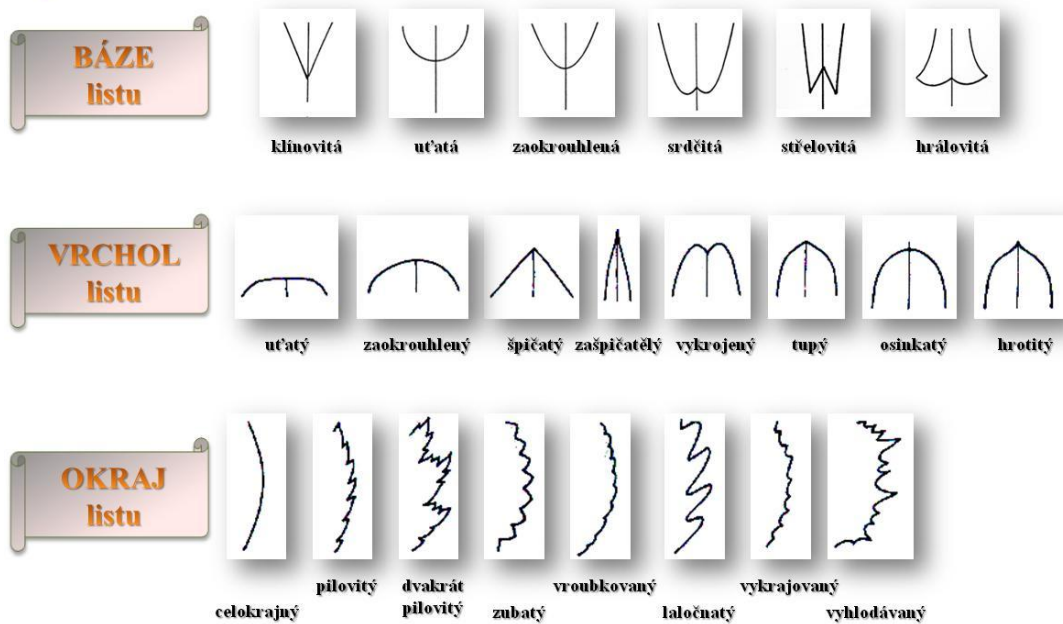 BÁZE
listu
klínovitá uťatá zaokrouhlená srdčitá střelovitá hrálovitá
VRCHOL
listu
uťatý zaokrouhlený špičatý zašpičatělý vykrojený tupý osinkatý hrotitý
OKRAJ
listu
celokrajný pilovitý dvakrát
pilovitý zubatý vroubkovaný laločnatý vykrajovaný vyhlodávaný